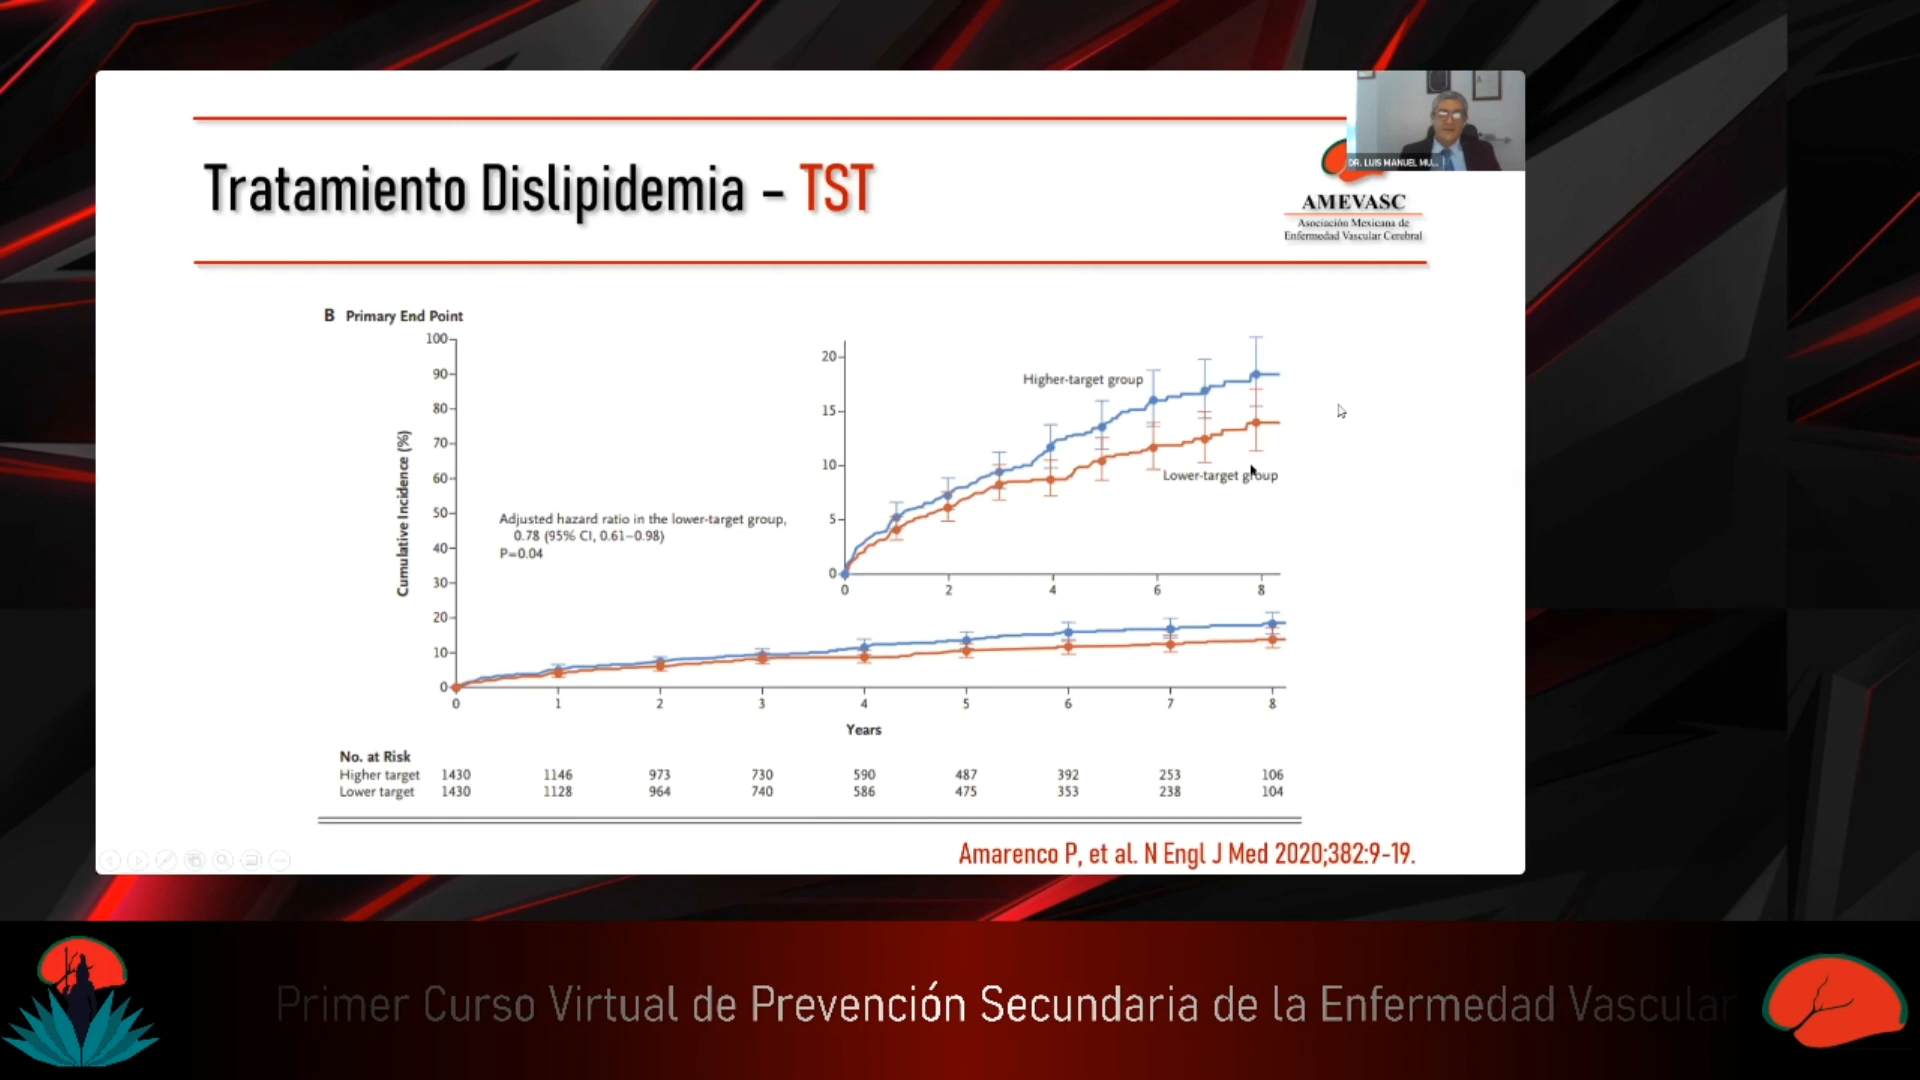 DR. LUIS MANUEL MU...
Tratamiento Dislipidemia – TST
AMEVASC
Asociación Mexicana de
Enfermedad Vascular Cerebral
B Primary End Point
100
90
80
70
60
50
40
30
20
10
0
Cumulative Incidence (%)
Adjusted hazard ratio in the lower-target group,
0.78 (95% CI, 0.61–0.98)
P=0.04
20
15
10
5
0
Higher-target group
Lower-target group
0 2 4 6 8
0 1 2 3 4 5 6 7 8
Years
No. at Risk
Higher target 1430 1146 973 730 590 487 392 253 106
Lower target 1430 1128 964 740 586 475 353 238 104
Amarenco P, et al. N Engl J Med 2020;382:9-19.
Primer Curso Virtual de Prevención Secundaria de la Enfermedad Vascular